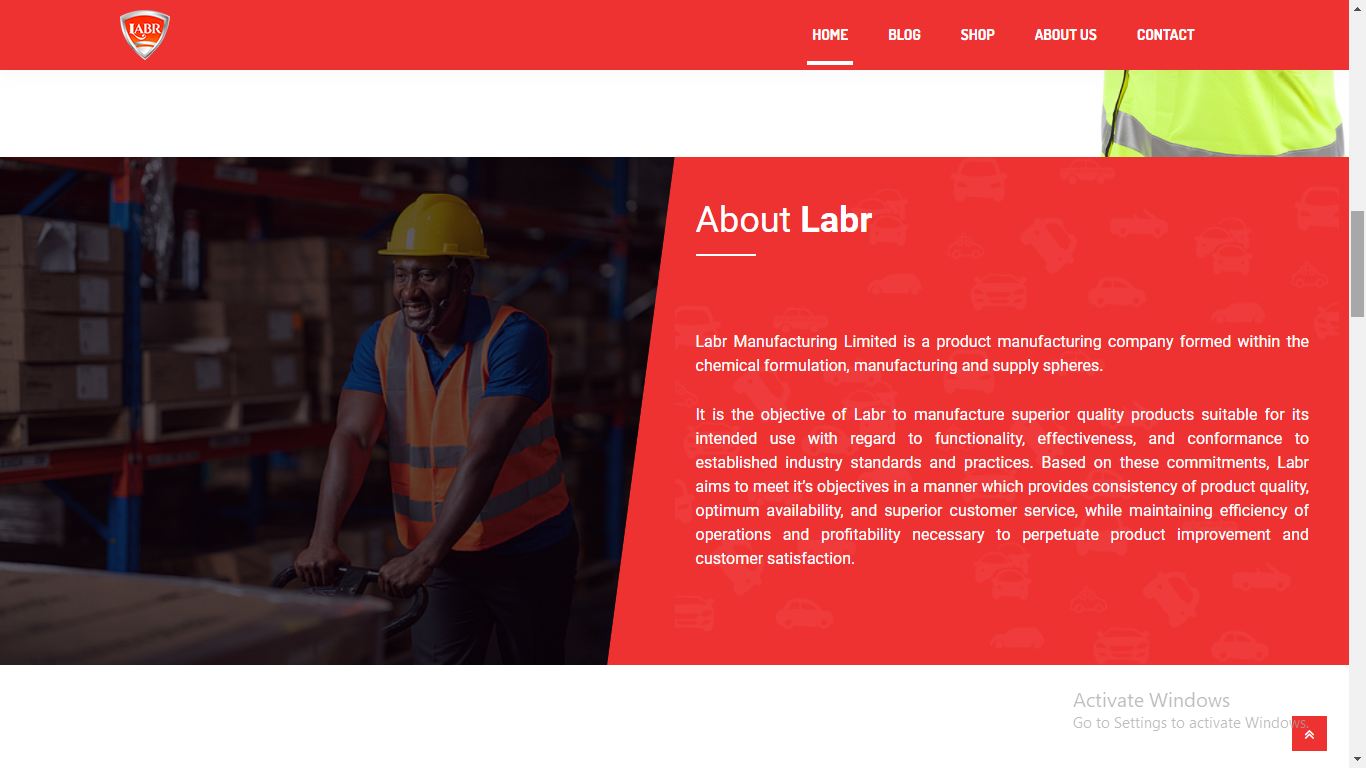 LABR
HOME BLOG SHOP ABOUT US CONTACT
About Labr
Labr Manufacturing Limited is a product manufacturing company formed within the
chemical formulation, manufacturing and supply spheres.
It is the objective of Labr to manufacture superior quality products suitable for its
intended use with regard to functionality, effectiveness, and conformance to
established industry standards and practices. Based on these commitments, Labr
aims to meet it’s objectives in a manner which provides consistency of product quality,
optimum availability, and superior customer service, while maintaining efficiency of
operations and profitability necessary to perpetuate product improvement and
customer satisfaction.
Activate Windows
Go to Settings to activate Windows.